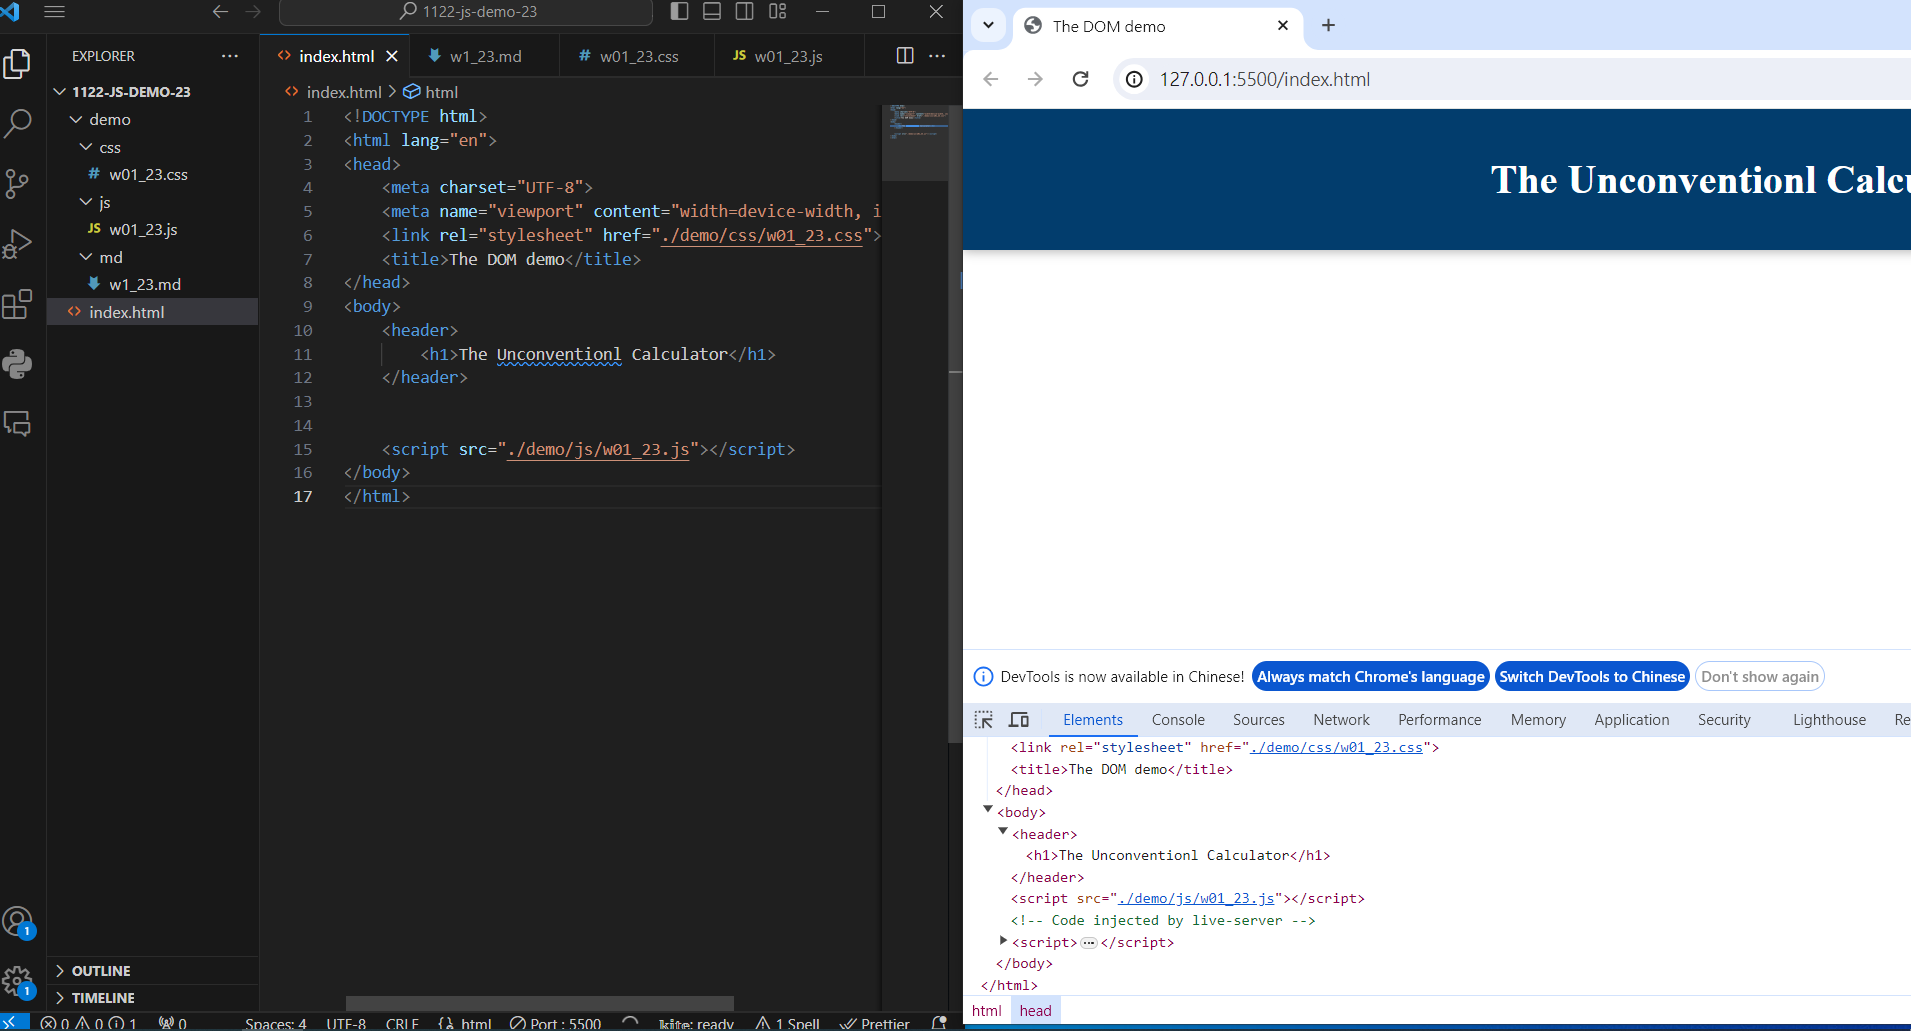 1122-js-demo-23
EXPLORER
1122-JS-DEMO-23
demo
css
# w01_23.css
js
JS w01_23.js
md
w1_23.md
<> index.html
OUTLINE
TIMELINE
<> index.html
w1_23.md
# w01_23.css
JS w01_23.js
<> index.html > html
1 <!DOCTYPE html>
2 <html lang="en">
3 <head>
4 <meta charset="UTF-8">
5 <meta name="viewport" content="width=device-width, i
6 <link rel="stylesheet" href="./demo/css/w01_23.css">
7 <title>The DOM demo</title>
8 </head>
9 <body>
10 <header>
11 <h1>The Unconventionl Calculator</h1>
12 </header>
13
14
15 <script src="./demo/js/w01_23.js"></script>
16 </body>
17 </html>
1
1
0 0 1 0 Spaces: 4 UTF-8 CRLF {} html Port : 5500 kite: ready 1 Spell Prettier
The DOM demo
127.0.0.1:5500/index.html
The Unconventionl Calcu
DevTools is now available in Chinese! Always match Chrome's language Switch DevTools to Chinese Don't show again
Elements Console Sources Network Performance Memory Application Security Lighthouse Re
<link rel="stylesheet" href="./demo/css/w01_23.css">
<title>The DOM demo</title>
</head>
<body>
<header>
<h1>The Unconventionl Calculator</h1>
</header>
<script src="./demo/js/w01_23.js"></script>
<!-- Code injected by live-server -->
<script>…</script>
</body>
</html>
html head